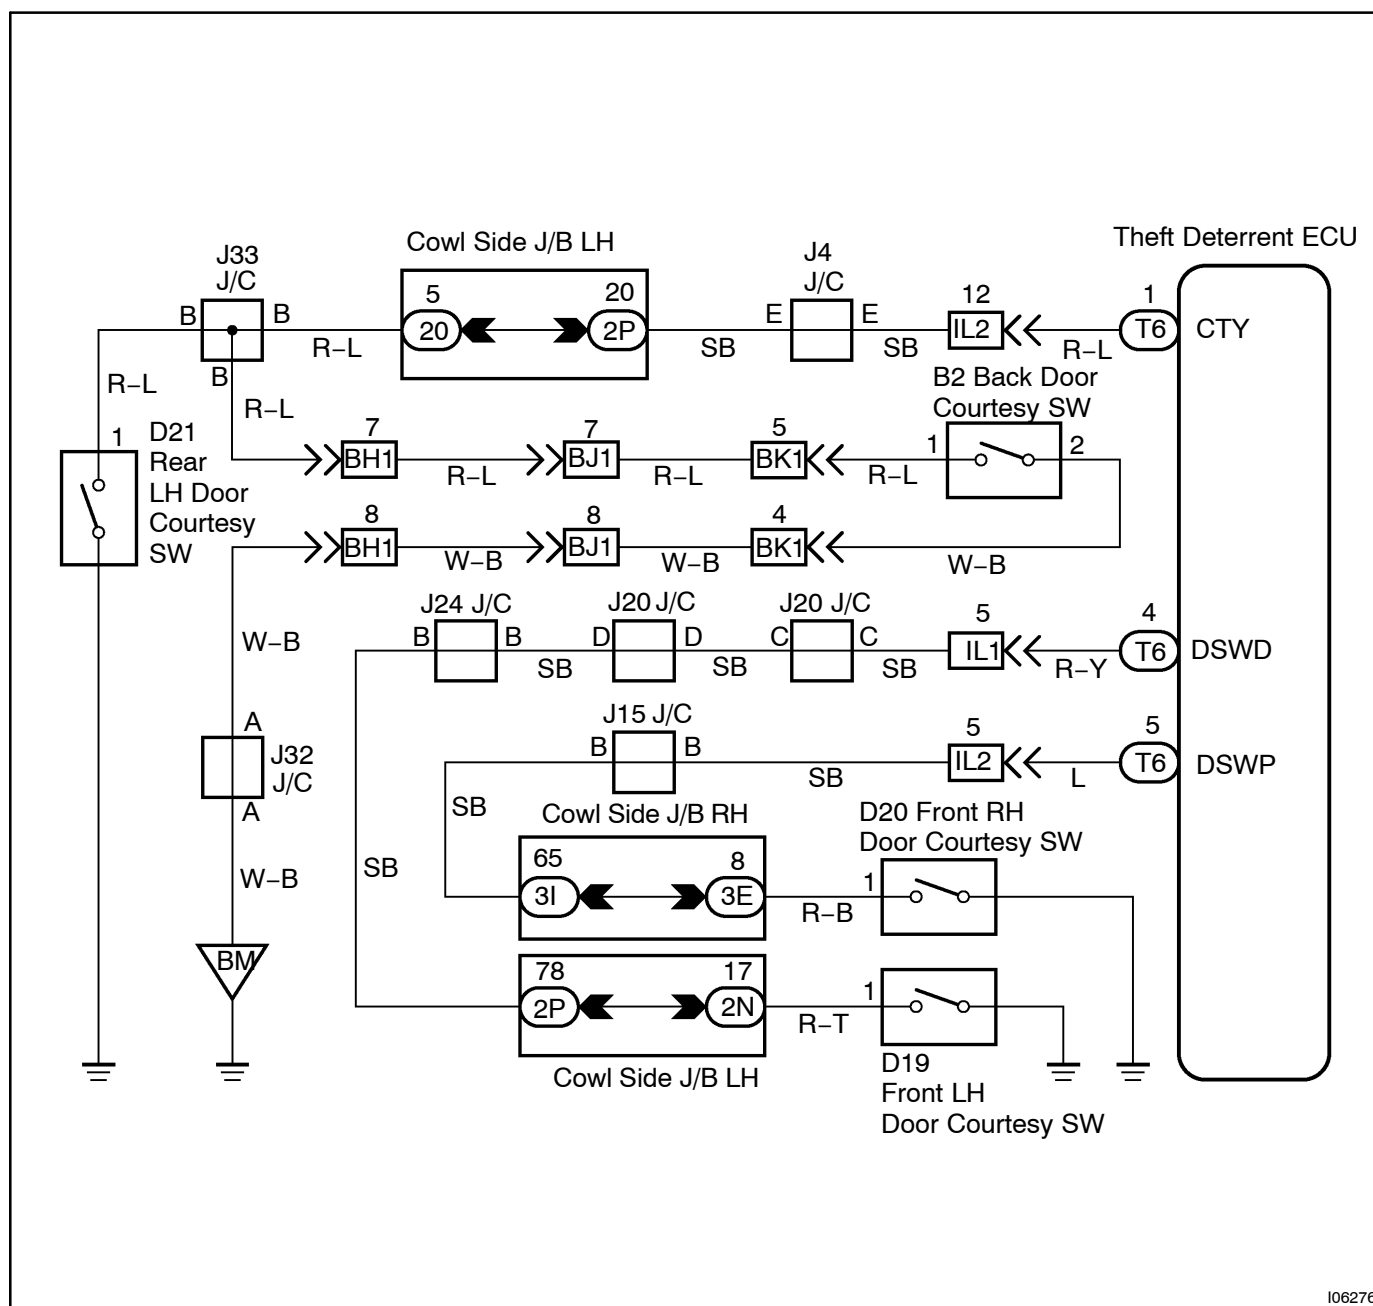 Cowl Side J/B LH
Theft Deterrent ECU
J33
J/C
J4
J/C
5
20
12
1
B
B
20
2P
E
E
IL2
T6
CTY
R–L
SB
SB
R–L
B
R–L
R–L
B2 Back Door
Courtesy SW
1
D21
Rear
LH Door
Courtesy
SW
7
BH1
R–L
7
BJ1
R–L
5
BK1
R–L
1
2
8
BH1
W–B
8
BJ1
W–B
4
BK1
W–B
J24 J/C
J20 J/C
J20 J/C
5
4
B
B
D
D
C
C
IL1
T6
DSWD
SB
SB
SB
R–Y
W–B
J15 J/C
5
5
B
B
IL2
T6
DSWP
SB
L
A
J32
J/C
A
SB
Cowl Side J/B RH
D20 Front RH
Door Courtesy SW
65
8
3I
3E
R–B
1
SB
W–B
BM
78
17
2P
2N
R–T
1
Cowl Side J/B LH
D19
Front LH
Door Courtesy SW
I06276